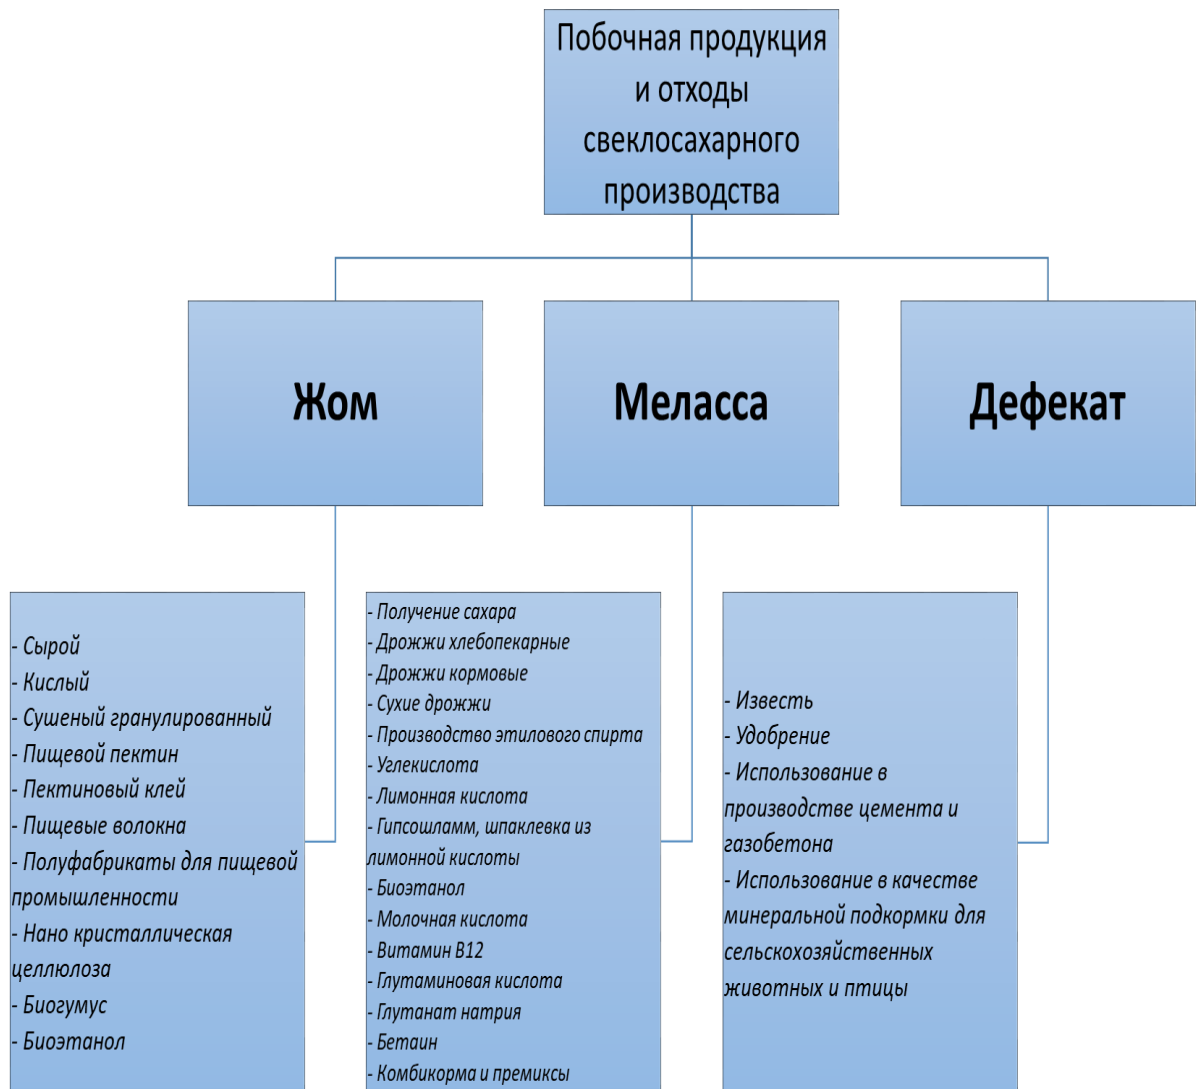 Побочная продукция
и отходы
свеклосахарного
производства
Жом
Меласса
Дефекат
- Сырой
- Кислый
- Сушеный гранулированный
- Пищевой пектин
- Пектиновый клей
- Пищевые волокна
- Полуфабрикаты для пищевой
промышленности
- Нано кристаллическая
целлюлоза
- Биогумус
- Биоэтанол
- Получение сахара
- Дрожжи хлебопекарные
- Дрожжи кормовые
- Сухие дрожжи
- Производство этилового спирта
- Углекислота
- Лимонная кислота
- Гипсошламм, шпаклевка из
лимонной кислоты
- Биоэтанол
- Молочная кислота
- Витамин В12
- Глутаминовая кислота
- Глутанат натрия
- Бетаин
- Комбикорма и премиксы
- Известь
- Удобрение
- Использование в
производстве цемента и
газобетона
- Использование в качестве
минеральной подкормки для
сельскохозяйственных
животных и птицы